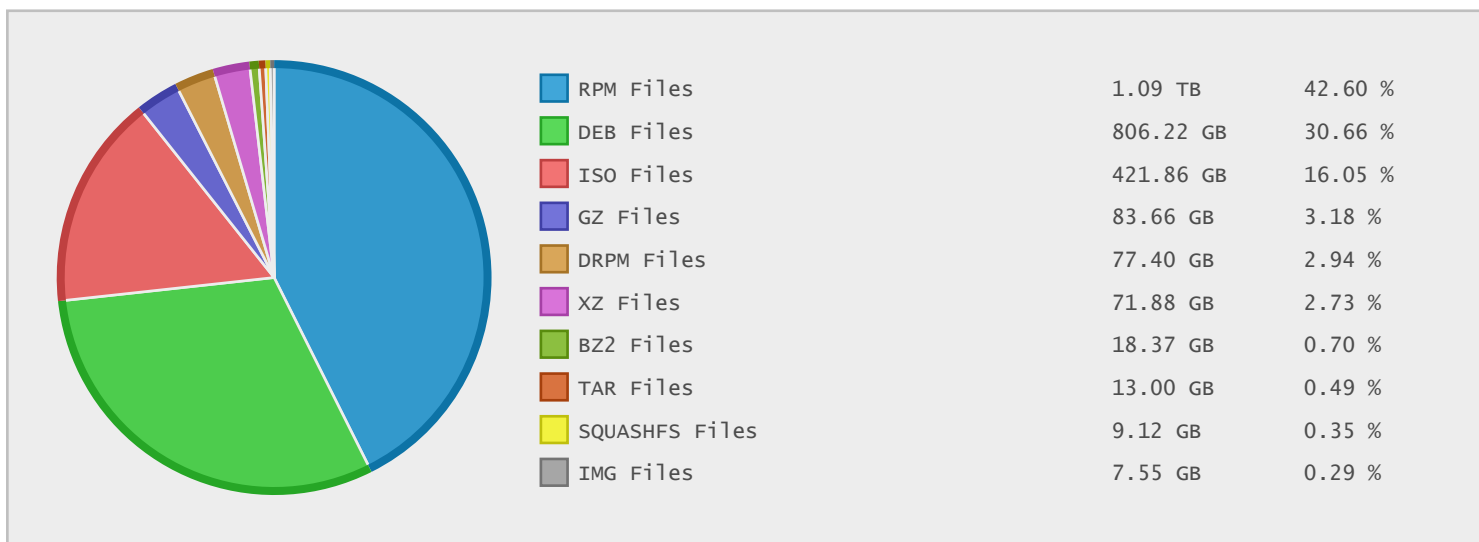 RPM Files 1.09 TB 42.60 %
DEB Files 806.22 GB 30.66 %
ISO Files 421.86 GB 16.05 %
GZ Files 83.66 GB 3.18 %
DRPM Files 77.40 GB 2.94 %
XZ Files 71.88 GB 2.73 %
BZ2 Files 18.37 GB 0.70 %
TAR Files 13.00 GB 0.49 %
SQUASHFS Files 9.12 GB 0.35 %
IMG Files 7.55 GB 0.29 %